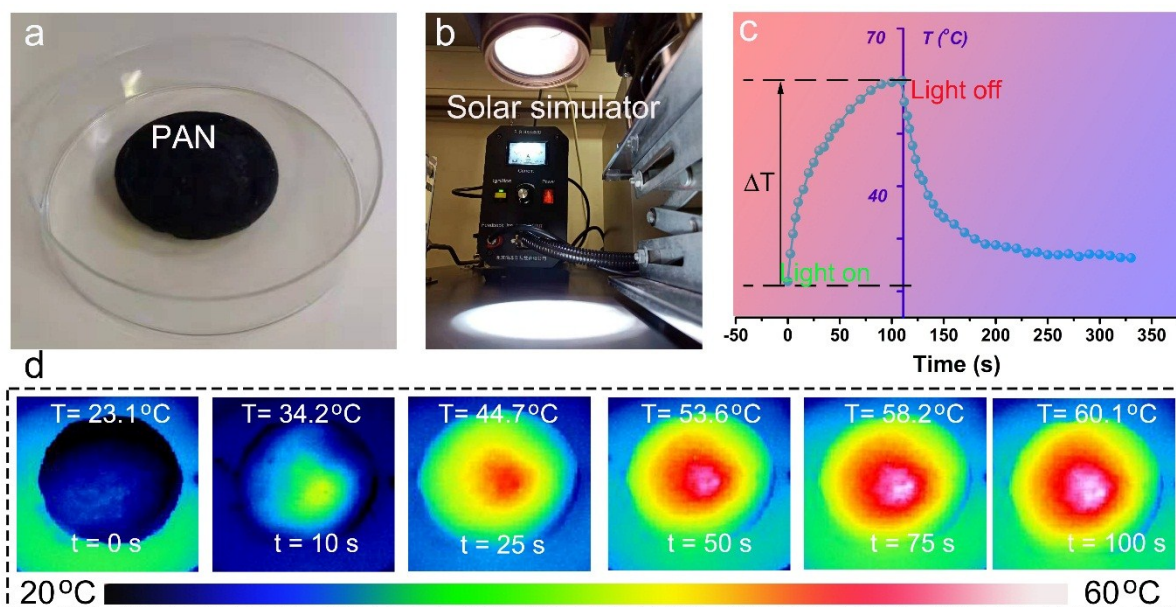 a
PAN
b
Solar simulator
c
70
T (°C)
Light off
ΔT
40
Light on
-50 0 50 100 150 200 250 300 350
Time (s)
d
T= 23.1°C
T= 34.2°C
T= 44.7°C
T= 53.6°C
T= 58.2°C
T= 60.1°C
t = 0 s
t = 10 s
t = 25 s
t = 50 s
t = 75 s
t = 100 s
20°C
60°C